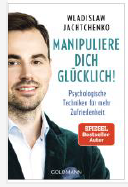 WLADISLAW
JACHTCHENKO
MANIPULIERE
DICH
GLÜCKLICH!
Psychologische
Techniken für mehr
Zufriedenheit
SPIEGEL
Bestseller
Autor
GOLDMANN